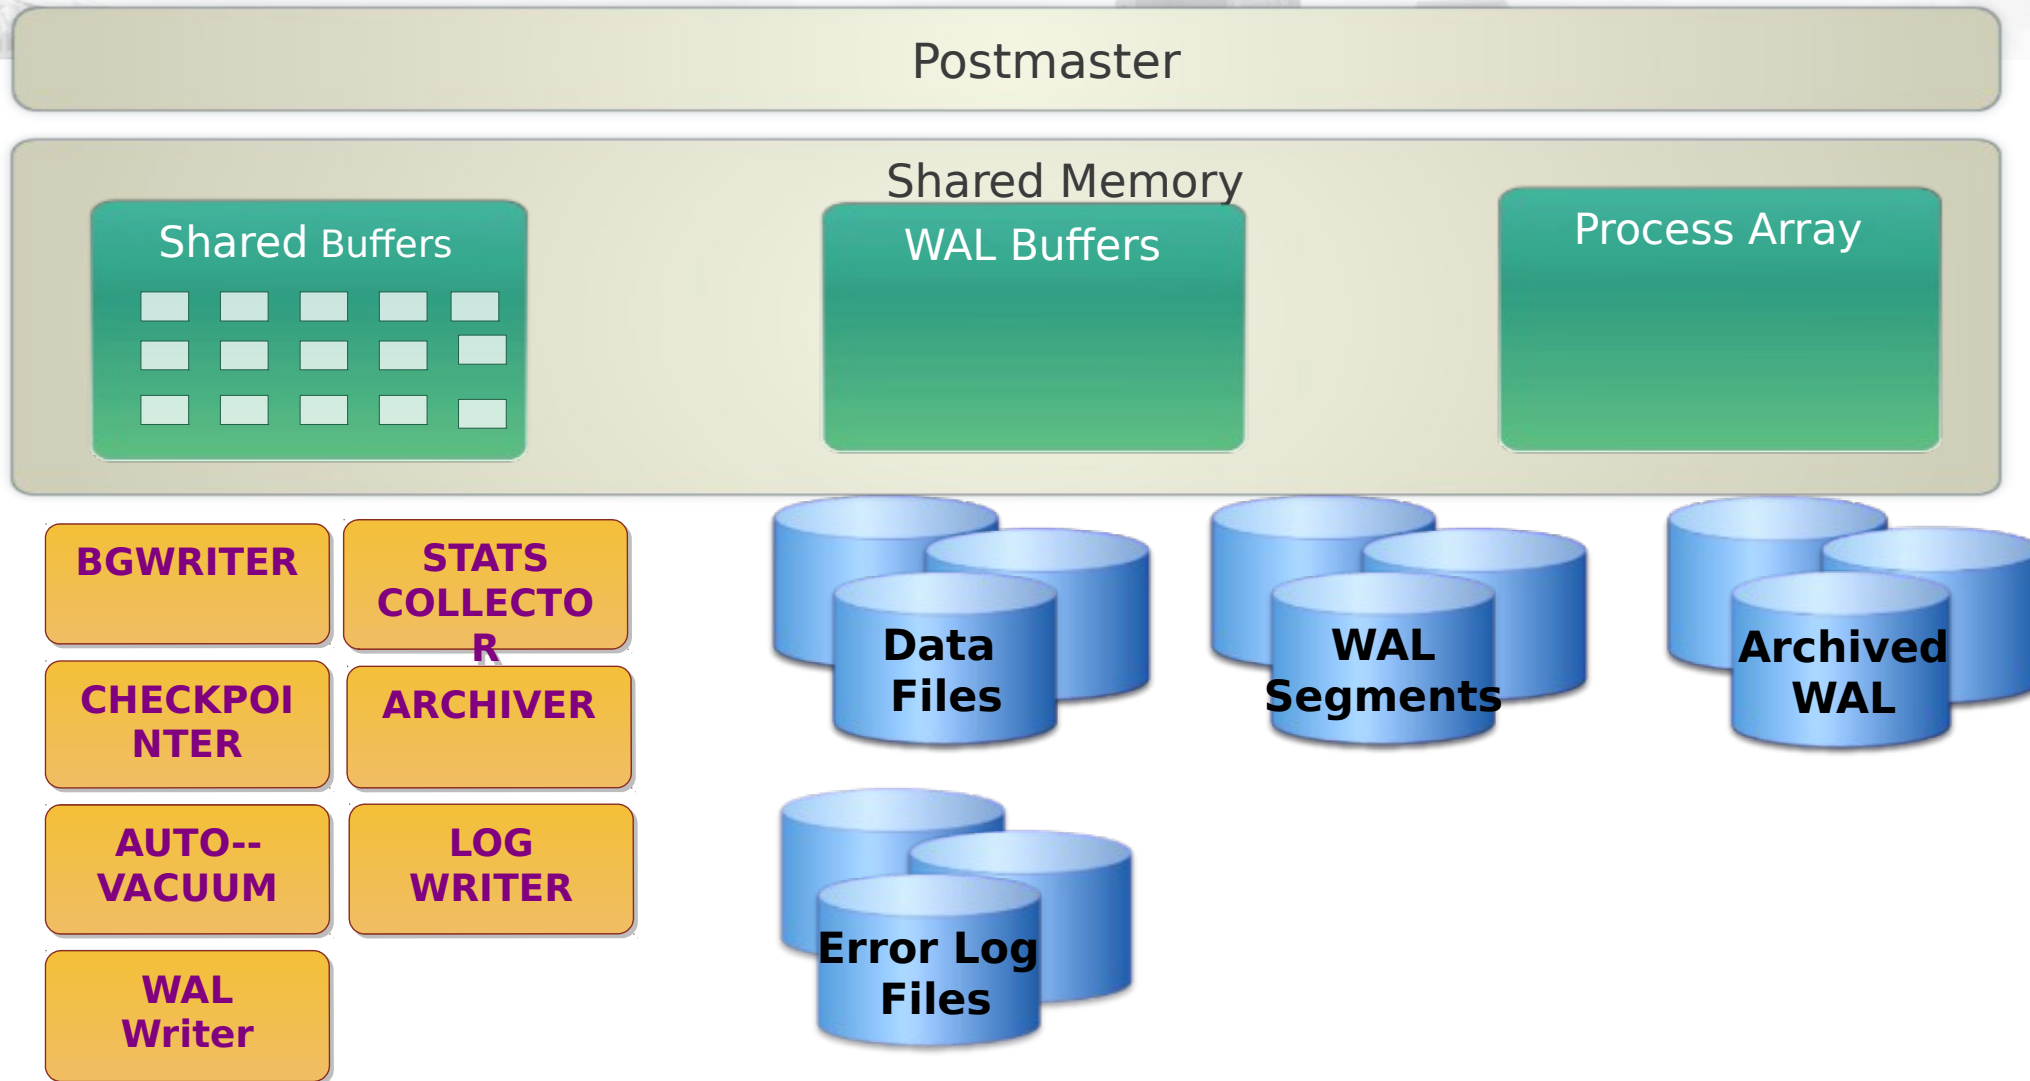 Postmaster
Shared Memory
Shared Buffers
WAL Buffers
Process Array
BGWRITER
STATS
COLLECTO
R
CHECKPOI
NTER
ARCHIVER
AUTO--
VACUUM
LOG
WRITER
WAL
Writer
Data
Files
WAL
Segments
Archived
WAL
Error Log
Files